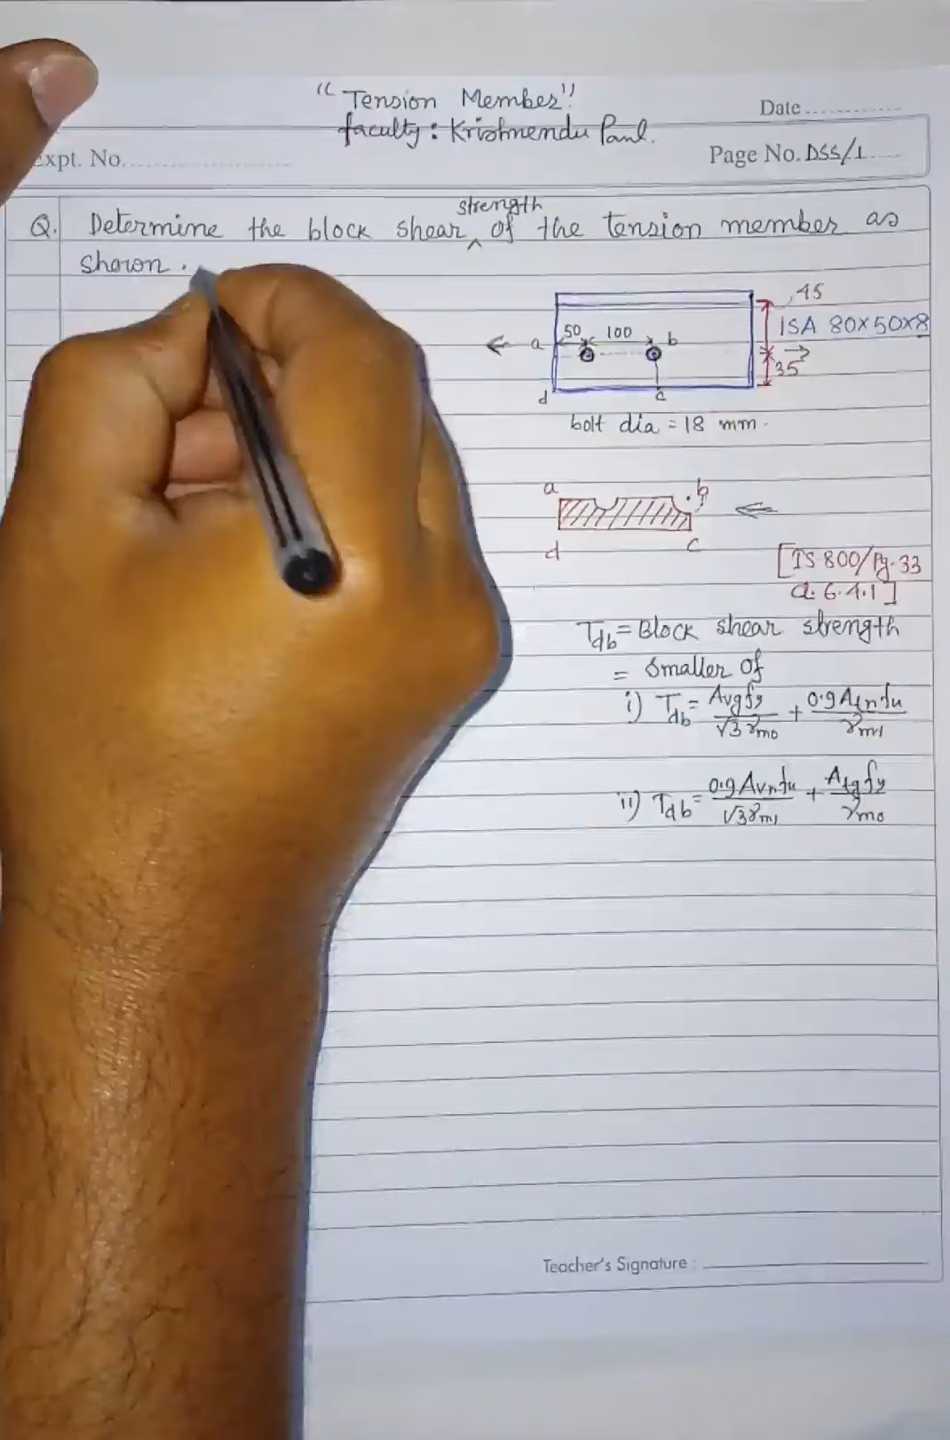 "Tension Member"
faculty: Krishnendu Paul.
Date
Expt. No.
Page No. DSS/1
strength
Q. Determine the block shear ^ of the tension member as
shown.
45
50 100
ISA 80×50×8
a b
35
d c
bolt dia = 18 mm.
a b
d c
[IS 800/Pg. 33
Cl. 6.4.1]
Tdb = Block shear strength
= smaller of
i) Tdb = Avg fy / √3 γm0 + 0.9 Atn fu / γm1
ii) Tdb = 0.9 Avn fu / √3 γm1 + Atg fy / γm0
Teacher's Signature :